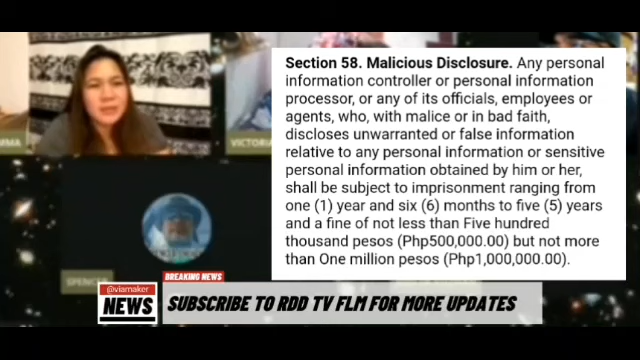 Section 58. Malicious Disclosure. Any personal
information controller or personal information
processor, or any of its officials, employees or
agents, who, with malice or in bad faith,
discloses unwarranted or false information
relative to any personal information or sensitive
personal information obtained by him or her,
shall be subject to imprisonment ranging from
one (1) year and six (6) months to five (5) years
and a fine of not less than Five hundred
thousand pesos (Php500,000.00) but not more
than One million pesos (Php1,000,000.00).
MMA
VICTORIA
SPENCER
BREAKING NEWS
@viamaker
NEWS
SUBSCRIBE TO RDD TV FLM FOR MORE UPDATES